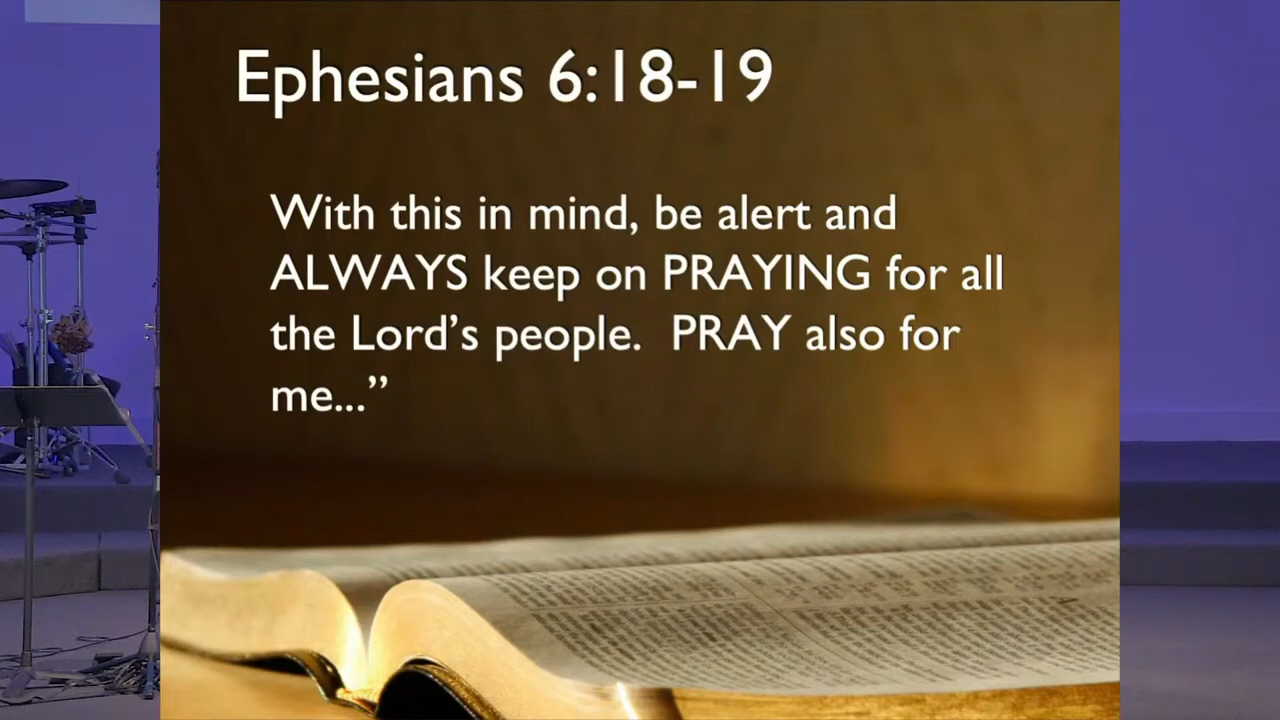 Ephesians 6:18-19
With this in mind, be alert and
ALWAYS keep on PRAYING for all
the Lord’s people.  PRAY also for
me...”